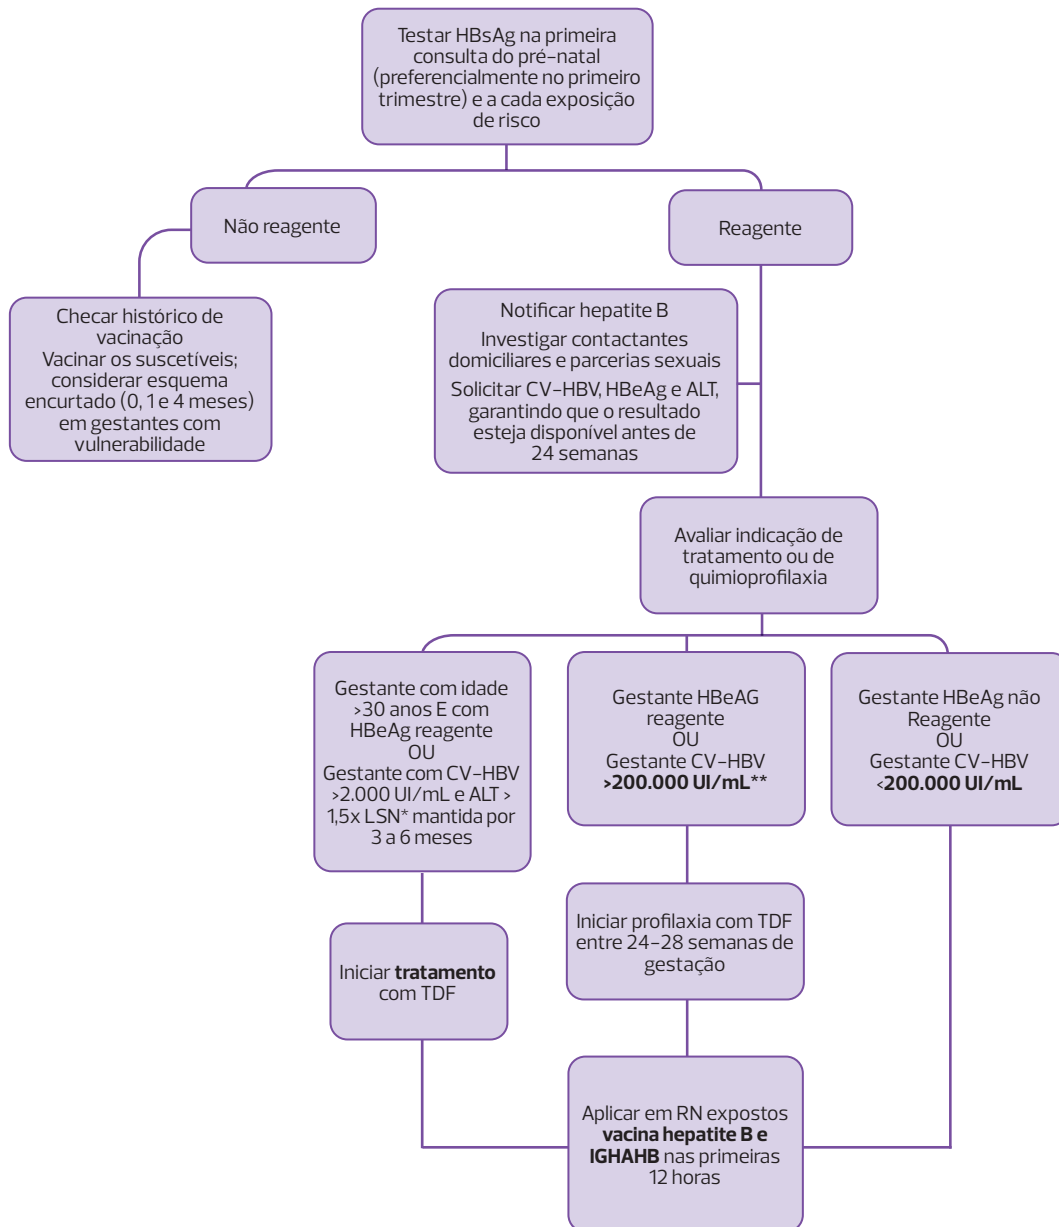 Testar HBsAg na primeira
consulta do pré-natal
(preferencialmente no primeiro
trimestre) e a cada exposição
de risco
Não reagente
Reagente
Checar histórico de
vacinação
Vacinar os suscetíveis;
considerar esquema
encurtado (0, 1 e 4 meses)
em gestantes com
vulnerabilidade
Notificar hepatite B
Investigar contactantes
domiciliares e parcerias sexuais
Solicitar CV-HBV, HBeAg e ALT,
garantindo que o resultado
esteja disponível antes de
24 semanas
Avaliar indicação de
tratamento ou de
quimioprofilaxia
Gestante com idade
>30 anos E com
HBeAg reagente
OU
Gestante com CV-HBV
>2.000 UI/mL e ALT >
1,5x LSN* mantida por
3 a 6 meses
Gestante HBeAG
reagente
OU
Gestante CV-HBV
>200.000 UI/mL**
Gestante HBeAg não
Reagente
OU
Gestante CV-HBV
<200.000 UI/mL
Iniciar tratamento
com TDF
Iniciar profilaxia com TDF
entre 24-28 semanas de
gestação
Aplicar em RN expostos
vacina hepatite B e
IGHAHB nas primeiras
12 horas